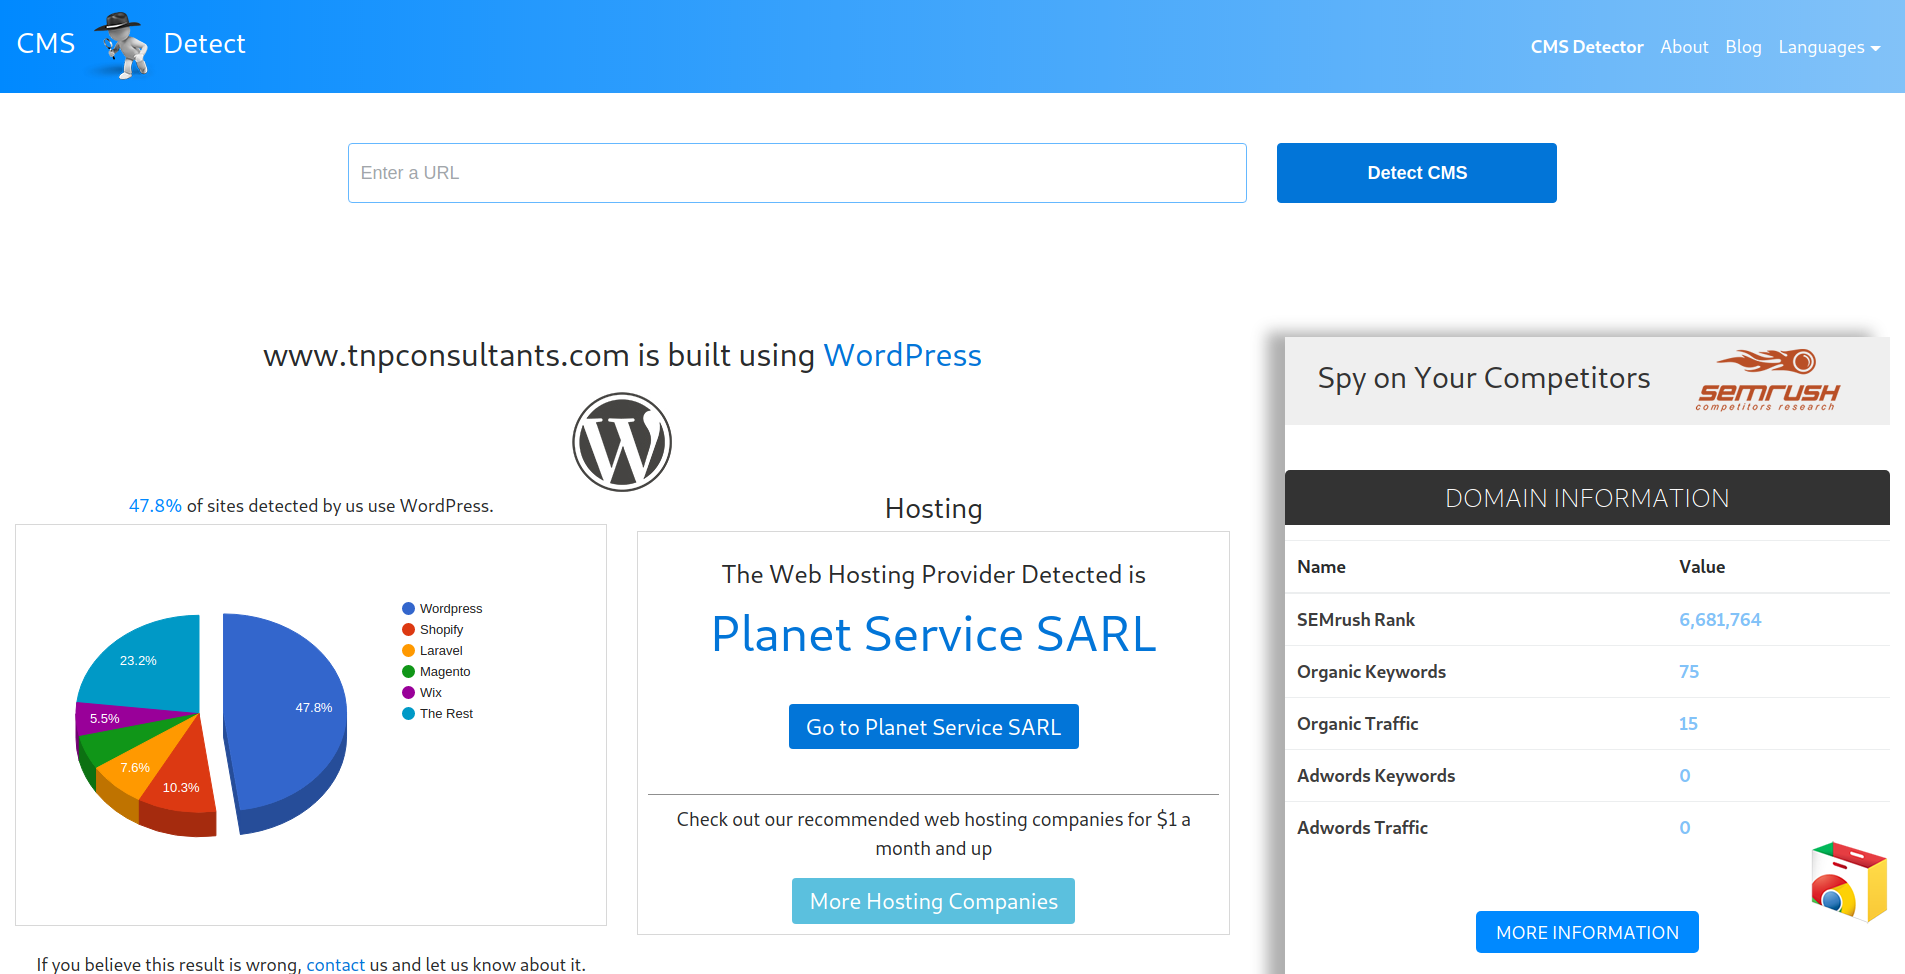 CMS Detect
CMS Detector About Blog Languages
Enter a URL
Detect CMS
www.tnpconsultants.com is built using WordPress
W
47.8% of sites detected by us use WordPress.
Wordpress
Shopify
Laravel
Magento
Wix
The Rest
23.2%
5.5%
7.6%
10.3%
47.8%
If you believe this result is wrong, contact us and let us know about it.
Hosting
The Web Hosting Provider Detected is
Planet Service SARL
Go to Planet Service SARL
Check out our recommended web hosting companies for $1 a
month and up
More Hosting Companies
Spy on Your Competitors
semrush
competitors research
DOMAIN INFORMATION
Name Value
SEMrush Rank 6,681,764
Organic Keywords 75
Organic Traffic 15
Adwords Keywords 0
Adwords Traffic 0
MORE INFORMATION